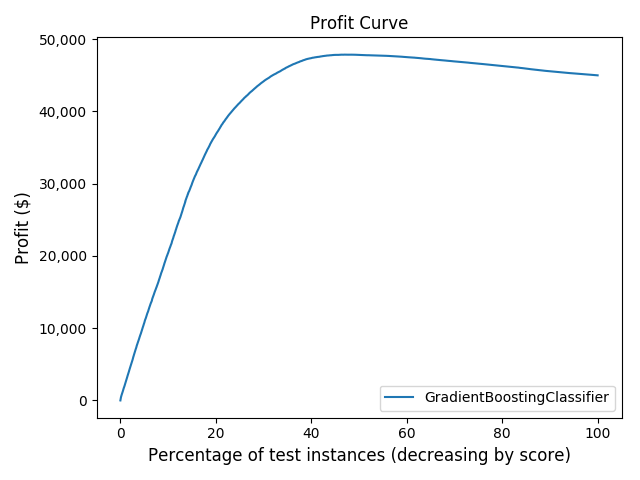 Profit Curve
50,000
40,000
30,000
20,000
10,000
0
Profit ($)
0 20 40 60 80 100
Percentage of test instances (decreasing by score)
GradientBoostingClassifier